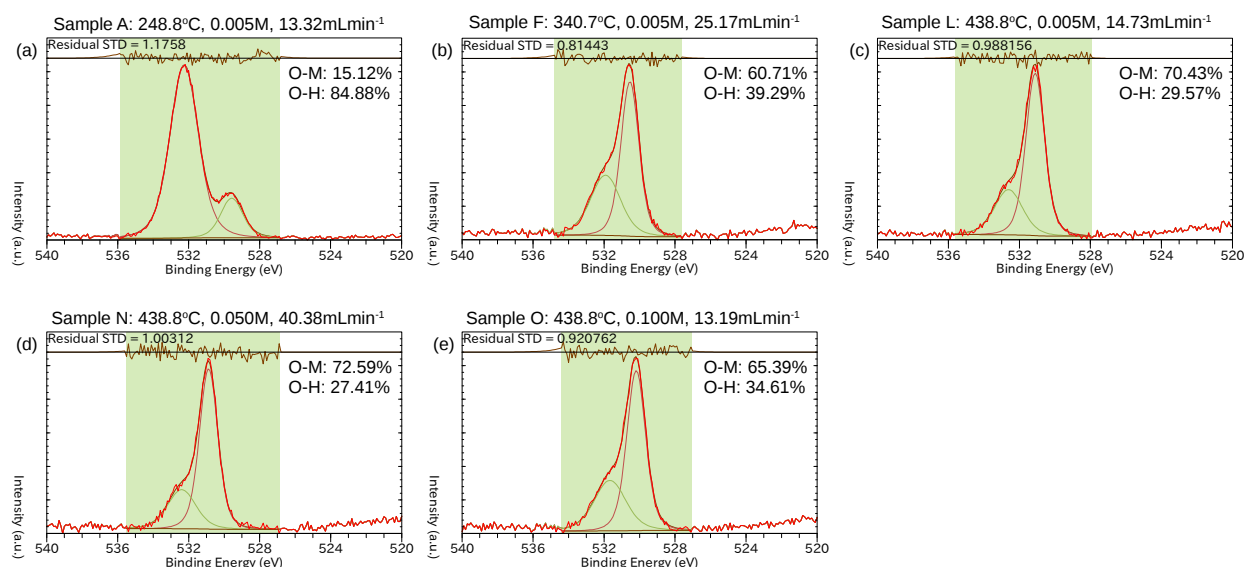 Sample A: 248.8°C, 0.005M, 13.32mLmin⁻¹
(a)
Residual STD = 1.1758
O-M: 15.12%
O-H: 84.88%
Intensity (a.u.)
540 536 532 528 524 520
Binding Energy (eV)
Sample F: 340.7°C, 0.005M, 25.17mLmin⁻¹
(b)
Residual STD = 0.81443
O-M: 60.71%
O-H: 39.29%
Intensity (a.u.)
540 536 532 528 524 520
Binding Energy (eV)
Sample L: 438.8°C, 0.005M, 14.73mLmin⁻¹
(c)
Residual STD = 0.988156
O-M: 70.43%
O-H: 29.57%
Intensity (a.u.)
540 536 532 528 524 520
Binding Energy (eV)
Sample N: 438.8°C, 0.050M, 40.38mLmin⁻¹
(d)
Residual STD = 1.00312
O-M: 72.59%
O-H: 27.41%
Intensity (a.u.)
540 536 532 528 524 520
Binding Energy (eV)
Sample O: 438.8°C, 0.100M, 13.19mLmin⁻¹
(e)
Residual STD = 0.920762
O-M: 65.39%
O-H: 34.61%
Intensity (a.u.)
540 536 532 528 524 520
Binding Energy (eV)